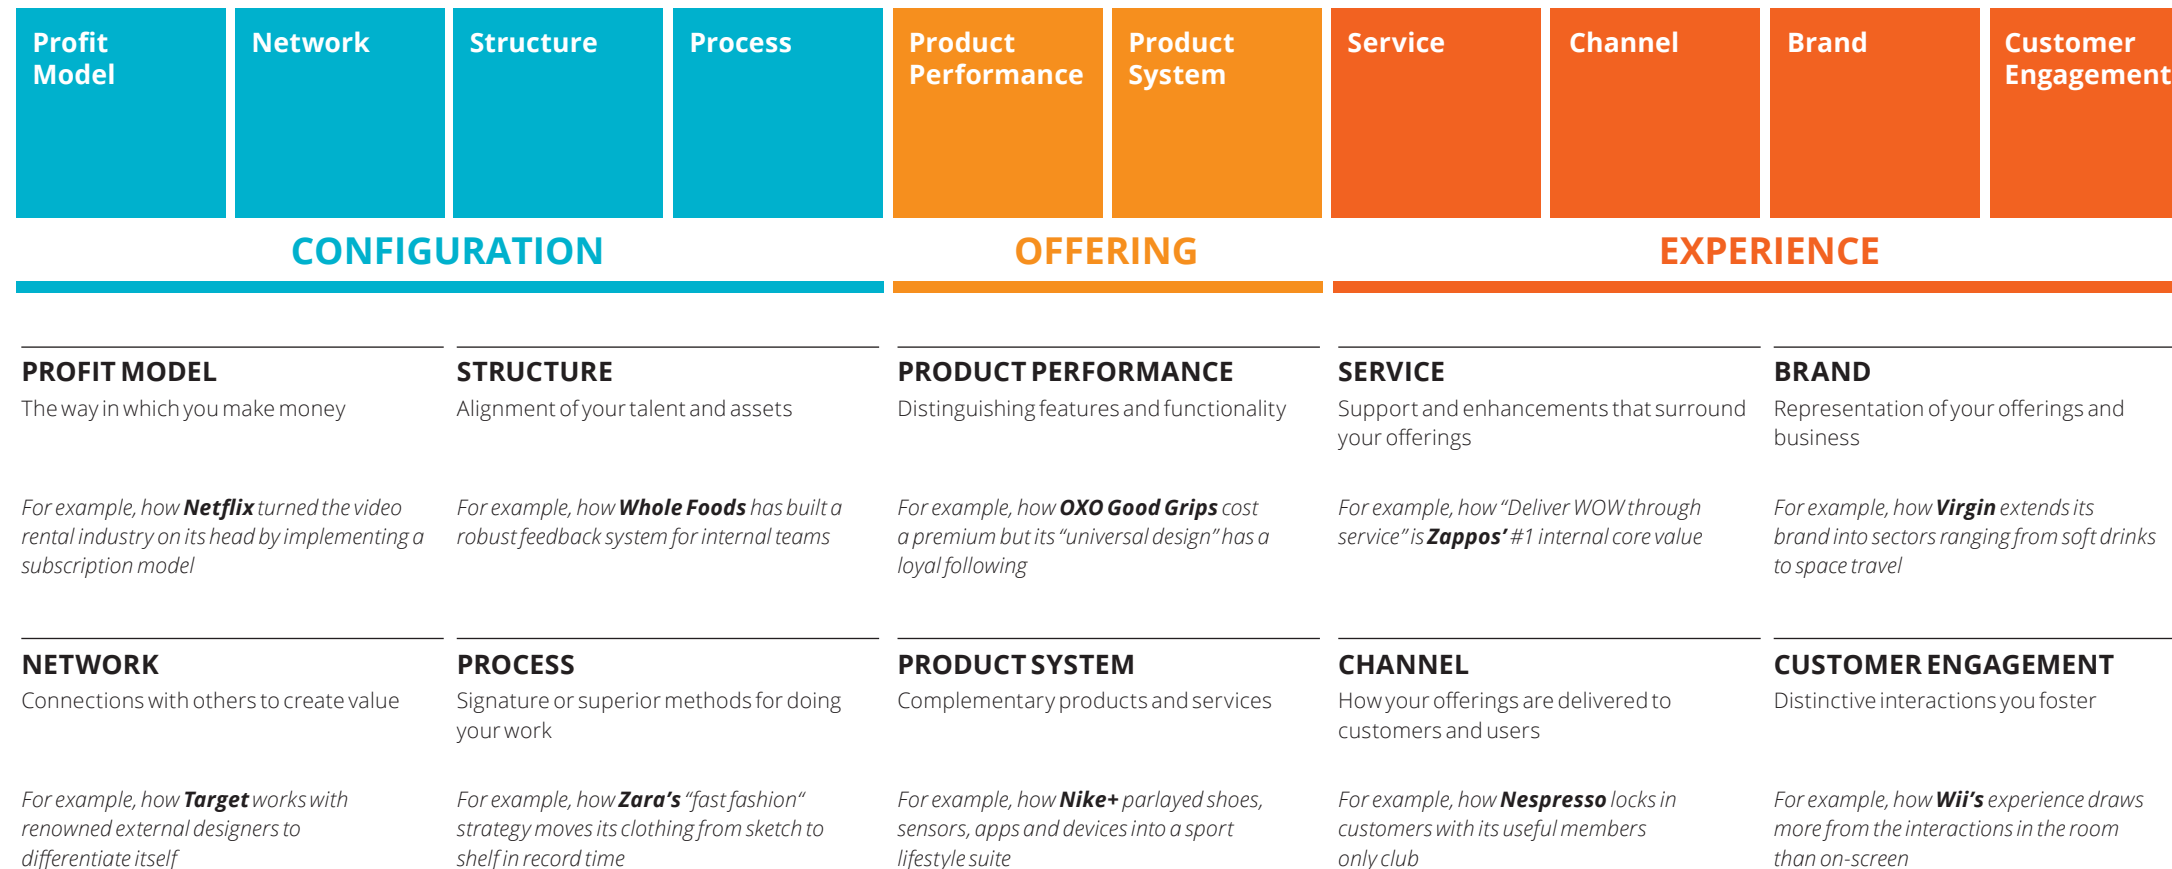 Profit
Model
Network
Structure
Process
Product
Performance
Product
System
Service
Channel
Brand
Customer
Engagement
CONFIGURATION
OFFERING
EXPERIENCE
PROFIT MODEL
The way in which you make money
For example, how Netflix turned the video
rental industry on its head by implementing a
subscription model
STRUCTURE
Alignment of your talent and assets
For example, how Whole Foods has built a
robust feedback system for internal teams
PRODUCT PERFORMANCE
Distinguishing features and functionality
For example, how OXO Good Grips cost
a premium but its “universal design” has a
loyal following
SERVICE
Support and enhancements that surround
your offerings
For example, how “Deliver WOW through
service” is Zappos’ #1 internal core value
BRAND
Representation of your offerings and
business
For example, how Virgin extends its
brand into sectors ranging from soft drinks
to space travel
NETWORK
Connections with others to create value
For example, how Target works with
renowned external designers to
differentiate itself
PROCESS
Signature or superior methods for doing
your work
For example, how Zara’s “fast fashion“
strategy moves its clothing from sketch to
shelf in record time
PRODUCT SYSTEM
Complementary products and services
For example, how Nike+ parlayed shoes,
sensors, apps and devices into a sport
lifestyle suite
CHANNEL
How your offerings are delivered to
customers and users
For example, how Nespresso locks in
customers with its useful members
only club
CUSTOMER ENGAGEMENT
Distinctive interactions you foster
For example, how Wii’s experience draws
more from the interactions in the room
than on-screen